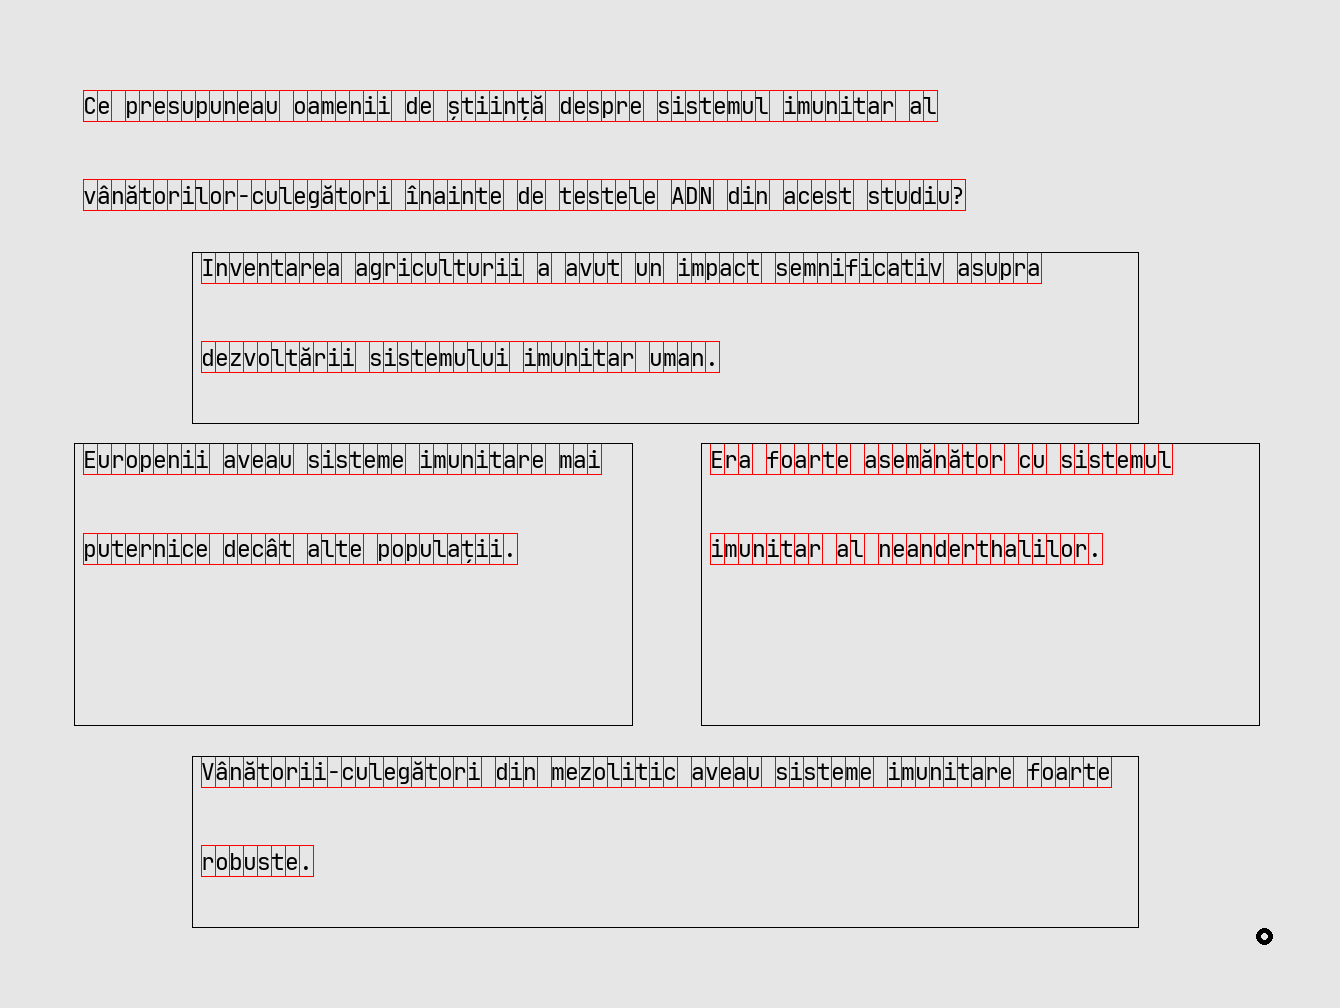 Ce presupuneau oamenii de știință despre sistemul imunitar al
vânătorilor-culegători înainte de testele ADN din acest studiu?
Inventarea agriculturii a avut un impact semnificativ asupra
dezvoltării sistemului imunitar uman.
Europenii aveau sisteme imunitare mai
puternice decât alte populații.
Era foarte asemănător cu sistemul
imunitar al neanderthalilor.
Vânătorii-culegători din mezolitic aveau sisteme imunitare foarte
robuste.